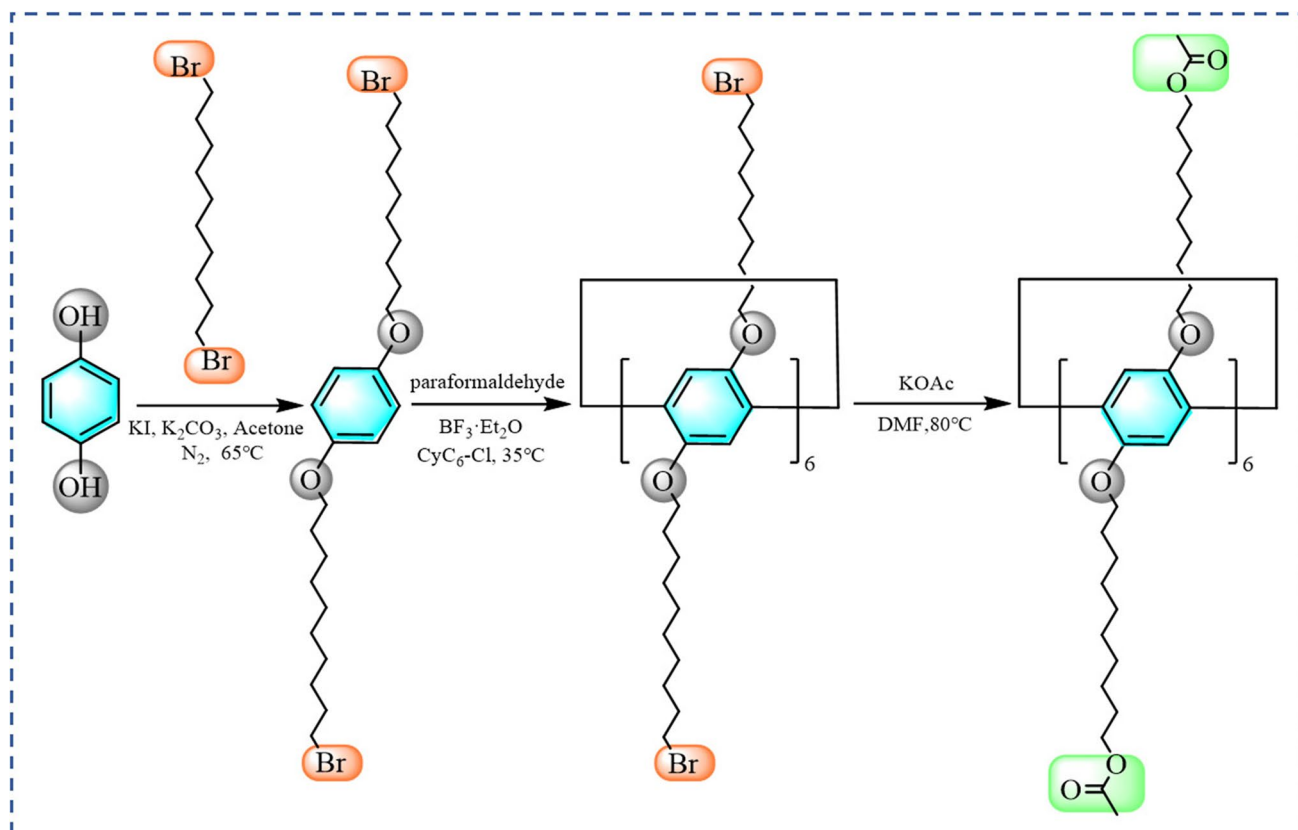 Br
Br
OH
OH
KI, K₂CO₃, Acetone
N₂, 65°C
Br
O
O
Br
paraformaldehyde
BF₃·Et₂O
CyC₆-Cl, 35°C
Br
O
6
O
Br
KOAc
DMF,80°C
O
O
O
6
O
O
O